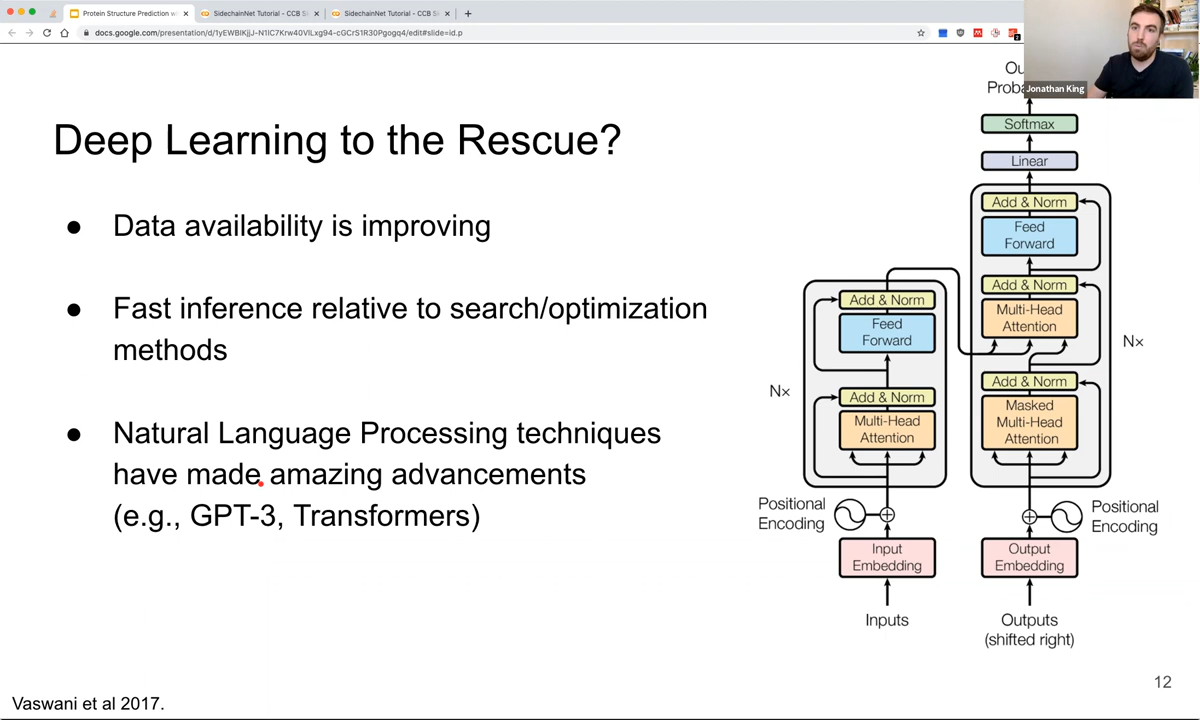 Protein Structure Prediction w
SidechainNet Tutorial - CCB S
SidechainNet Tutorial - CCB S
docs.google.com/presentation/d/1yEWBIKjjJ-N1lC7Krw40VlLxg94-cGCrS1R30Pgogq4/edit#slide=id.p
Jonathan King
Deep Learning to the Rescue?
● Data availability is improving
● Fast inference relative to search/optimization
methods
● Natural Language Processing techniques
have made amazing advancements
(e.g., GPT-3, Transformers)
Softmax
Linear
Add & Norm
Feed
Forward
Add & Norm
Multi-Head
Attention
Add & Norm
Masked
Multi-Head
Attention
Nx
Add & Norm
Feed
Forward
Add & Norm
Multi-Head
Attention
Nx
Positional
Encoding
Positional
Encoding
Input
Embedding
Output
Embedding
Inputs
Outputs
(shifted right)
12
Vaswani et al 2017.